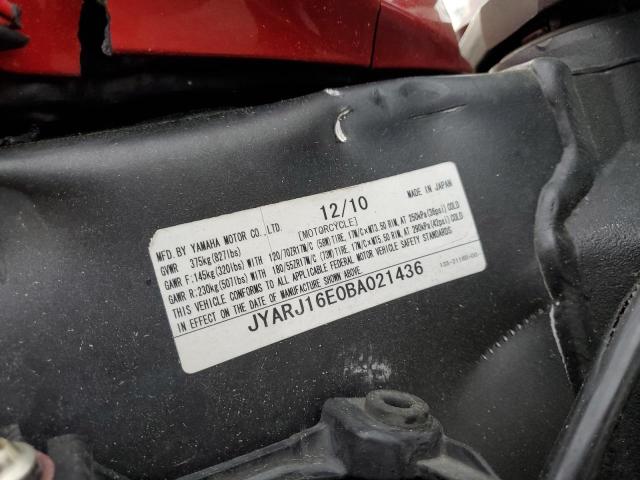 12/10
MADE IN JAPAN
MFD. BY YAMAHA MOTOR CO., LTD. [MOTORCYCLE]
GVWR 375kg(827lbs)
GAWR F:145kg(320lbs)WITH 120/70ZR17M/C (58W)TIRE, 17M/C×MT3.50 RIM, AT 250kPa(36psi)COLD
GAWR R:230kg(507lbs)WITH 180/55ZR17M/C (73W)TIRE, 17M/C×MT5.50 RIM, AT 290kPa(42psi)COLD
THIS VEHICLE CONFORMS TO ALL APPLICABLE FEDERAL MOTOR VEHICLE SAFETY STANDARDS
IN EFFECT ON THE DATE OF MANUFACTURE SHOWN ABOVE.
JYARJ16E0BA021436